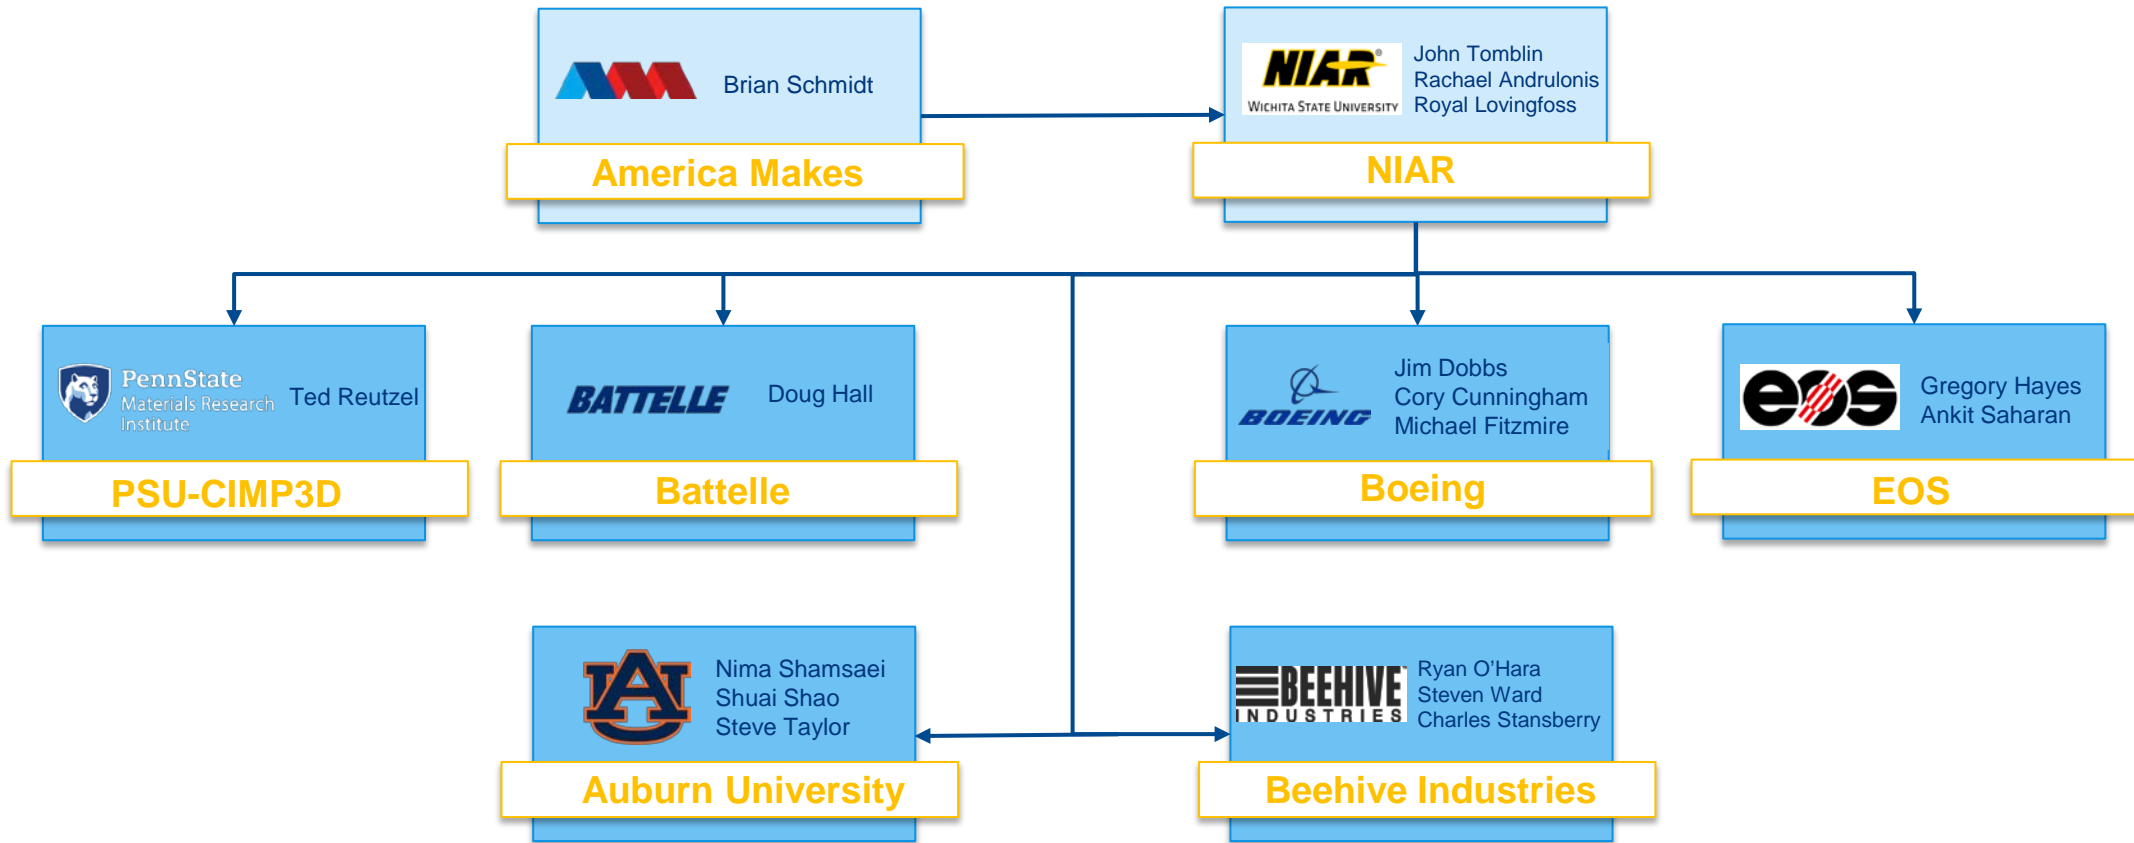 Brian Schmidt
America Makes
NIAR®
WICHITA STATE UNIVERSITY
John Tomblin
Rachael Andrulonis
Royal Lovingfoss
NIAR
PennState
Materials Research
Institute
Ted Reutzel
PSU-CIMP3D
BATTELLE
Doug Hall
Battelle
BOEING
Jim Dobbs
Cory Cunningham
Michael Fitzmire
Boeing
eos
Gregory Hayes
Ankit Saharan
EOS
AU
Nima Shamsaei
Shuai Shao
Steve Taylor
Auburn University
BEEHIVE
INDUSTRIES
Ryan O’Hara
Steven Ward
Charles Stansberry
Beehive Industries